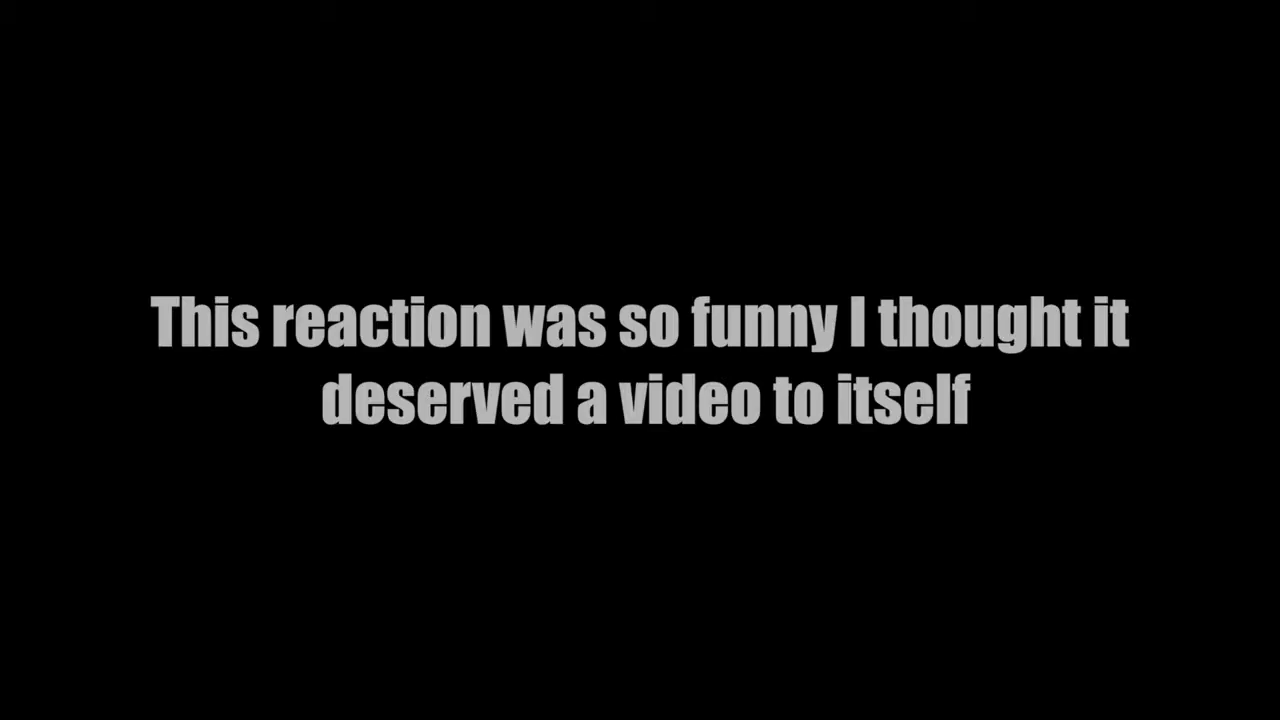 This reaction was so funny I thought it
deserved a video to itself